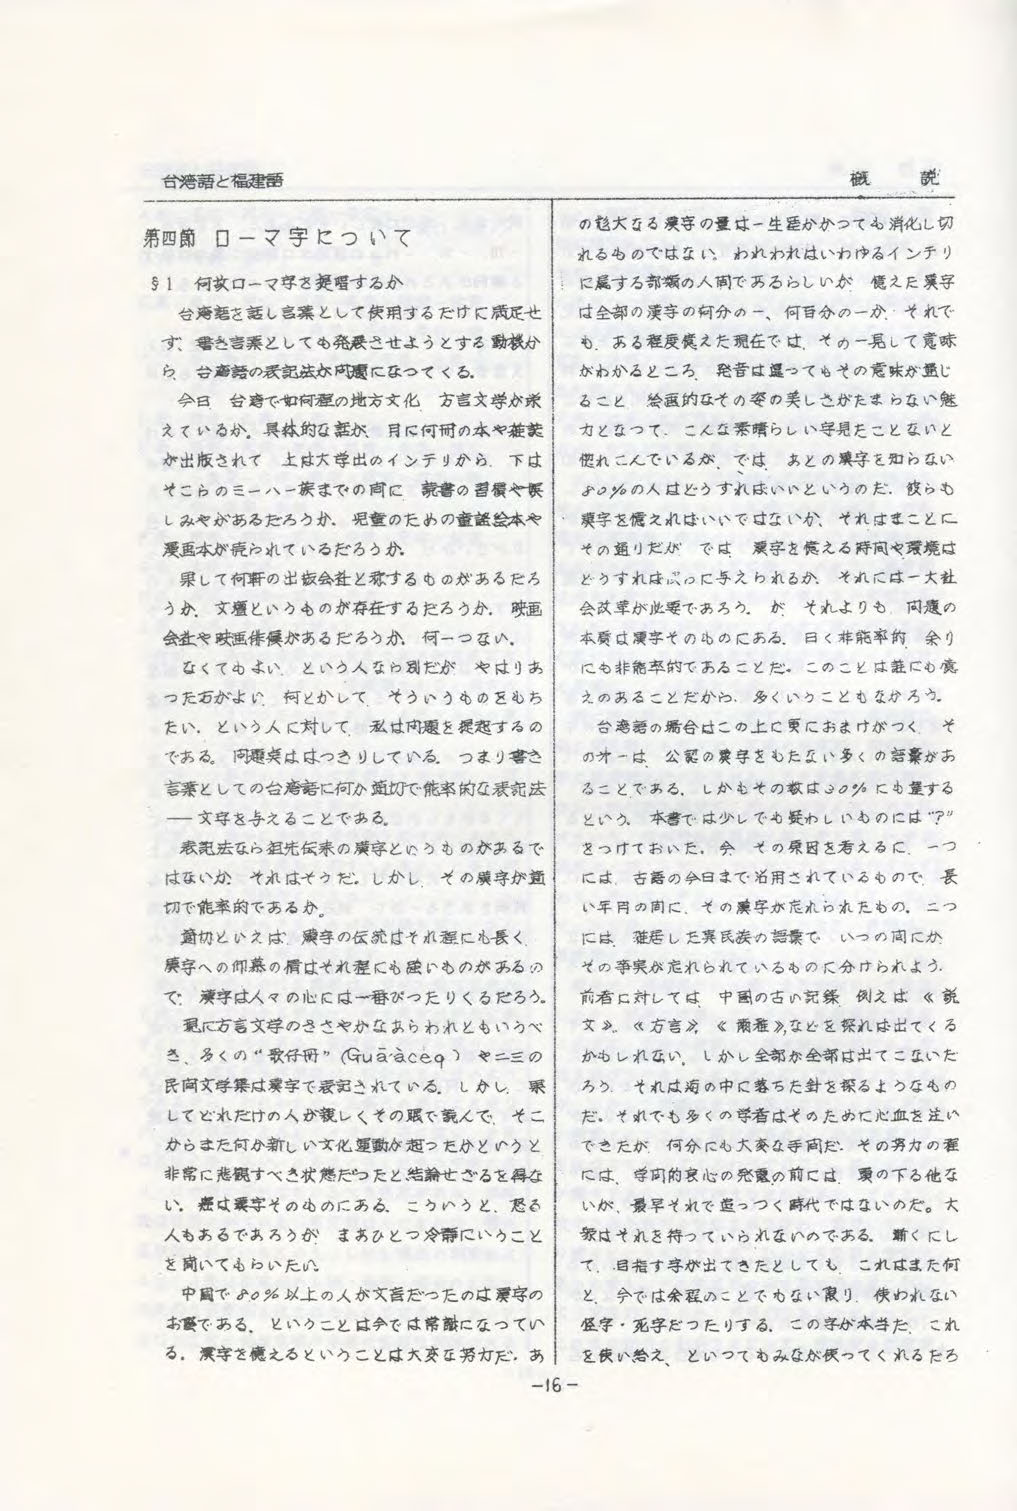 台湾語と福建語
概　説
第四節　ローマ字について
§1　何故ローマ字を提唱するか
台湾語を話し言葉として使用するだけに満足せ
ず、書き言葉としても発展させようとする動機か
ら、台湾語の表記法が問題になってくる。
今日、台湾で如何程の地方文化、方言文学が栄
えているか。具体的な話が、月に何冊の本や雑誌
が出版されて、上は大学出のインテリから、下は
そこらのミーハー族までの間に、読書の習慣や楽
しみやがあるだろうか。児童のための童謡絵本や
漫画本が売られているだろうか。
果して何軒の出版会社と称するものがあるだろ
うか。文壇というものが存在するだろうか。映画
会社や映画俳優があるだろうか。何一つない。
なくてもよい、という人なら別だが、やはりあ
った方がよい、何とかして、そういうものをもち
たい、という人に対して、私は問題を提起するの
である。問題点ははっきりしている。つまり書き
言葉としての台湾語に何か適切で能率的な表記法
――文字を与えることである。
表記法なら祖先伝来の漢字というものがあるで
はないか。それはそうだ。しかし、その漢字が適
切で能率的であるか。
適切といえば、漢字の伝統はそれ程にも長く、
漢字への仰慕の情はそれ程にも強いものがあるの
で、漢字は人々の心には一番ぴったりくるだろう。
現に方言文学のささやかなあらわれともいうべ
き、多くの“歌仔冊”（Guā-àceq）や二三の
民間文学集は漢字で表記されている。しかし、果
してどれだけの人が親しくその眼で読んで、そこ
からまた何か新しい文化運動が起ったかというと
非常に悲観すべき状態だったと結論せざるを得な
い。癌は漢字そのものにある。こういうと、怒る
人もあるであろうが、まあひとつ冷静にいうこと
を聞いてもらいたい。
中国で80%以上の人が文盲だったのは漢字の
お蔭である、ということは今では常識になってい
る。漢字を憶えるということは大変な努力だ。あ
の尨大なる漢字の量は一生涯かかっても消化し切
れるものではない。われわれはいわゆるインテリ
に属する部類の人間であるらしいが、憶えた漢字
は全部の漢字の何分の一、何百分の一か。それで
も、ある程度憶えた現在では、その一見して意味
がわかるところ、発音は違ってもその意味が通じ
ること、絵画的なその姿の美しさがたまらない魅
力となって、こんな素晴らしい字見たことないと
惚れこんでいるが、では、あとの漢字を知らない
80%の人はどうすればいいというのだ。彼らも
漢字を憶えればいいではないか、それはまことに
その通りだが、では、漢字を憶える時間や環境は
どうすれば に与えられるか。それには一大社
会改革が必要であろう。が、それよりも、問題の
本質は漢字そのものにある。曰く非能率的、余り
にも非能率的であることだ。このことは誰にも覚
えのあることだから、多くいうこともなかろう。
台湾語の場合はこの上に更におまけがつく。そ
の才一は、公認の漢字をもたない多くの語彙があ
ることである。しかもその数は30%にも達する
という。本書では少しでも疑わしいものには“?”
をつけておいた。今、その原因を考えるに、一つ
には、古語の今日まで沿用されているもので、長
い年月の間に、その漢字が忘れられたもの。二つ
には、雑居した異民族の語彙で、いつの間にか
その事実が忘れられているものに分けられよう。
前者に対しては、中国の古い記録、例えば、《説
文》、《方言》、《爾雅》などを探れば出てくる
かもしれない。しかし全部が全部は出てこないだ
ろう。それは海の中に落ちた針を探るようなもの
だ。それでも多くの学者はそのために心血を注い
できたが、何分にも大変な手間だ。その努力の程
には、学問的良心の発露の前には、頭の下る他な
いが、最早それで追っつく時代ではないのだ。大
衆はそれを待っていられないのである。漸くにし
て、目指す字が出てきたとしても、これはまた何
と、今では余程のことでもない限り、使われない
怪字・死字だったりする。この字が本当だ、これ
を使い給え、といってもみなが使ってくれるだろ
-16-